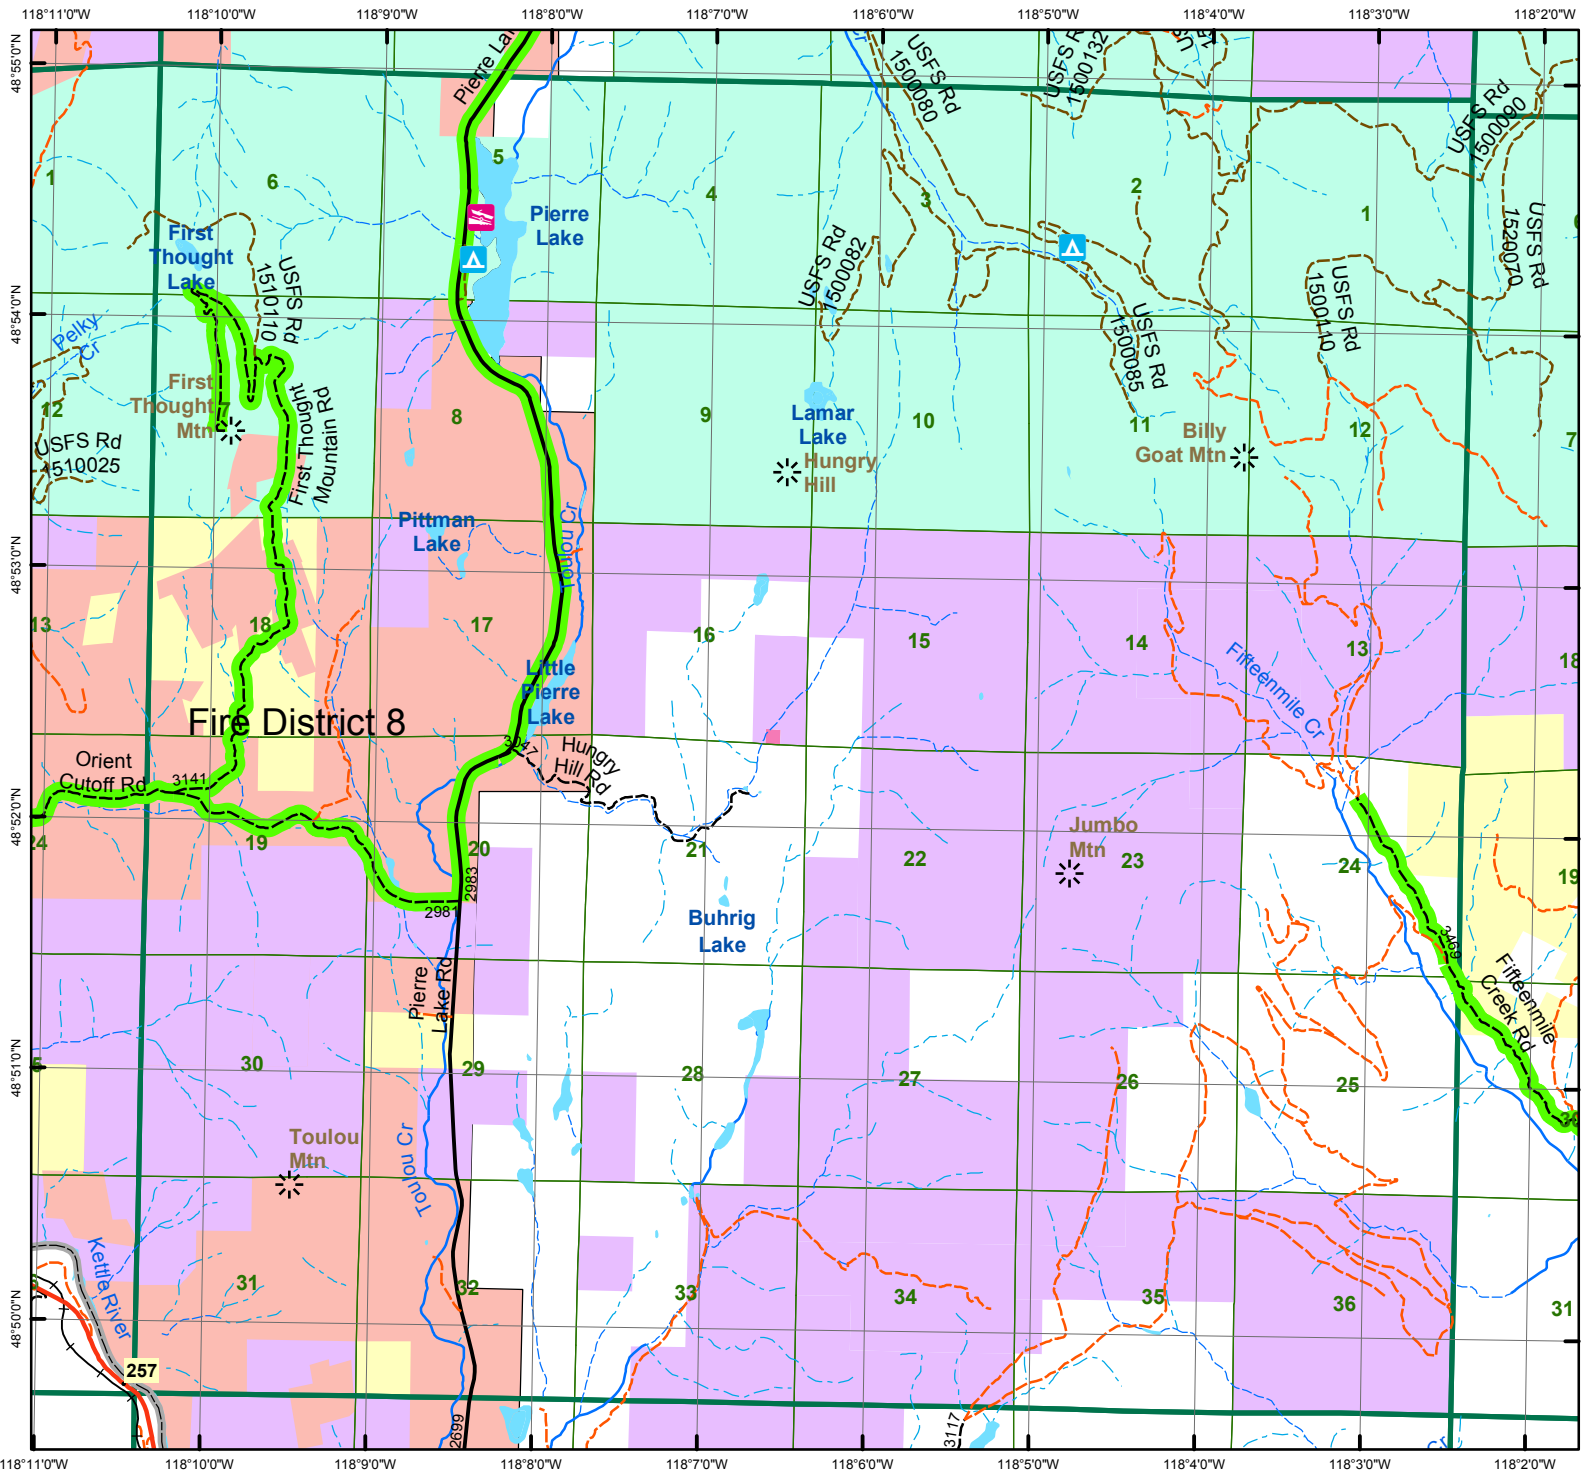 118°11'0"W 118°10'0"W 118°9'0"W 118°8'0"W 118°7'0"W 118°6'0"W 118°5'0"W 118°4'0"W 118°3'0"W 118°2'0"W
48°55'0"N
48°54'0"N
48°53'0"N
48°52'0"N
48°51'0"N
48°50'0"N
USFS Rd
1500080
1500132
USFS Rd
1500090
1
6
5
4
3
2
1
First
Thought
Lake
Pierre
Lake
USFS Rd
1510110
USFS Rd
1500082
USFS Rd
1500085
USFS Rd
1500110
USFS Rd
1520070
Pelky
Cr
First
Thought
Mtn
First Thought
Mountain Rd
12
7
8
9
10
11
12
7
USFS Rd
1510025
Lamar
Lake
Hungry
Hill
Billy
Goat Mtn
Pittman
Lake
Toulou Cr
13
18
17
16
15
14
13
18
Little
Pierre
Lake
Fifteenmile Cr
Fire District 8
Orient
Cutoff Rd
3141
3047
Hungry
Hill Rd
24
19
20
21
22
23
24
19
Jumbo
Mtn
2983
2981
Buhrig
Lake
3469
Fifteenmile
Creek Rd
Pierre
Lake Rd
30
29
28
27
26
25
30
Toulou
Mtn
Toulou Cr
Kettle River
31
32
33
34
35
36
31
257
2699
3117
118°11'0"W 118°10'0"W 118°9'0"W 118°8'0"W 118°7'0"W 118°6'0"W 118°5'0"W 118°4'0"W 118°3'0"W 118°2'0"W